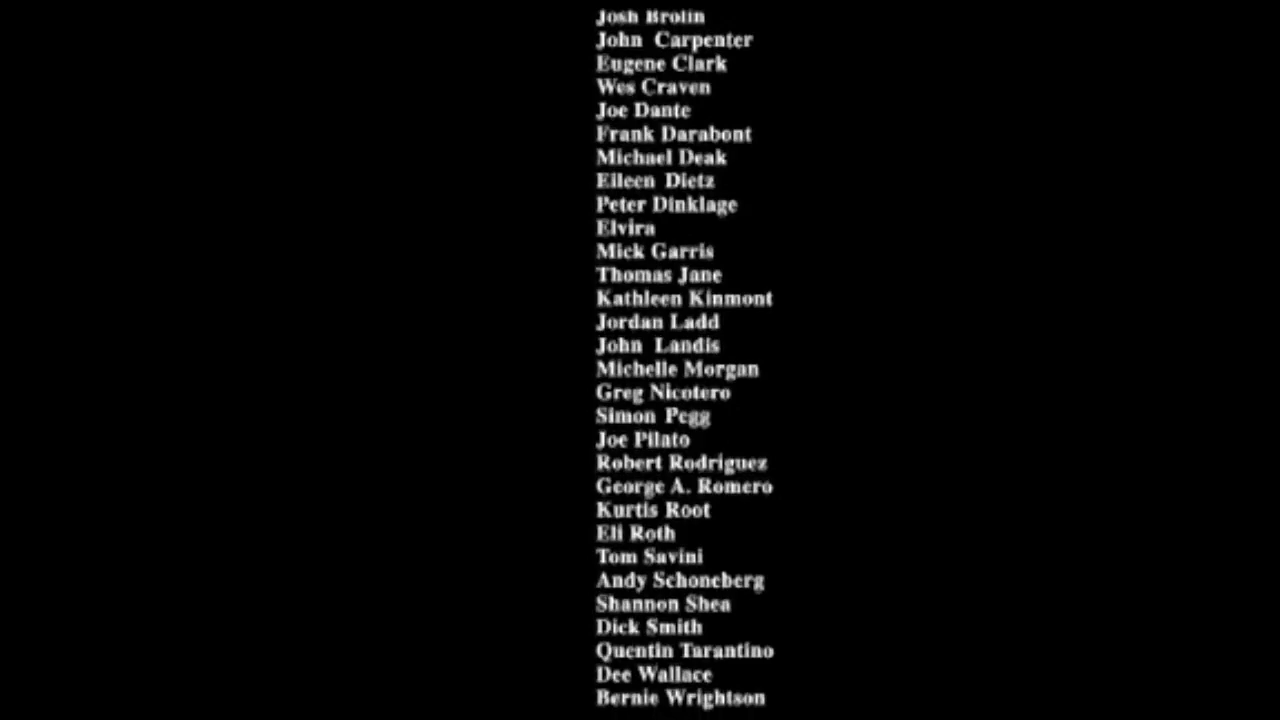 Josh Brolin
John Carpenter
Eugene Clark
Wes Craven
Joe Dante
Frank Darabont
Michael Deak
Eileen Dietz
Peter Dinklage
Elvira
Mick Garris
Thomas Jane
Kathleen Kinmont
Jordan Ladd
John Landis
Michelle Morgan
Greg Nicotero
Simon Pegg
Joe Pilato
Robert Rodriguez
George A. Romero
Kurtis Root
Eli Roth
Tom Savini
Andy Schoneberg
Shannon Shea
Dick Smith
Quentin Tarantino
Dee Wallace
Bernie Wrightson